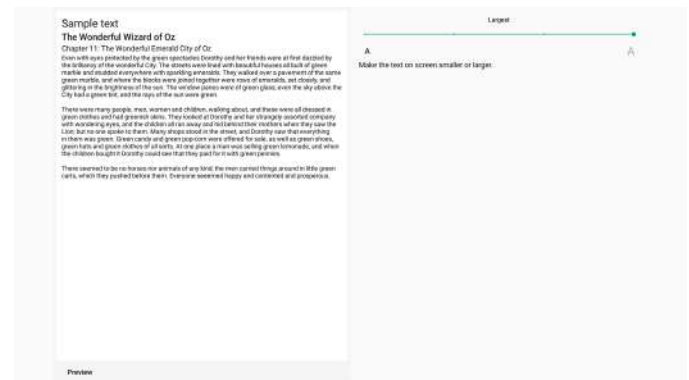 Sample text
The Wonderful Wizard of Oz
Chapter 11: The Wonderful Emerald City of Oz
Even with eyes protected by the green spectacles Dorothy and her friends were at first dazzled by
the brilliancy of the wonderful City. The streets were lined with beautiful houses all built of green
marble and studded everywhere with sparkling emeralds. They walked over a pavement of the same
green marble, and where the blocks were joined together were rows of emeralds, set closely, and
glittering in the brightness of the sun. The window panes were of green glass; even the sky above the
City had a green tint, and the rays of the sun were green.
There were many people, men, women and children, walking about, and these were all dressed in
green clothes and had greenish skins. They looked at Dorothy and her strangely assorted company
with wondering eyes, and the children all ran away and hid behind their mothers when they saw the
Lion; but no one spoke to them. Many shops stood in the street, and Dorothy saw that everything
in them was green. Green candy and green pop-corn were offered for sale, as well as green shoes,
green hats and green clothes of all sorts. At one place a man was selling green lemonade, and when
the children bought it Dorothy could see that they paid for it with green pennies.
There seemed to be no horses nor animals of any kind; the men carried things around in little green
carts, which they pushed before them. Everyone seemed happy and contented and prosperous.
Preview
Largest
A A
Make the text on screen smaller or larger.